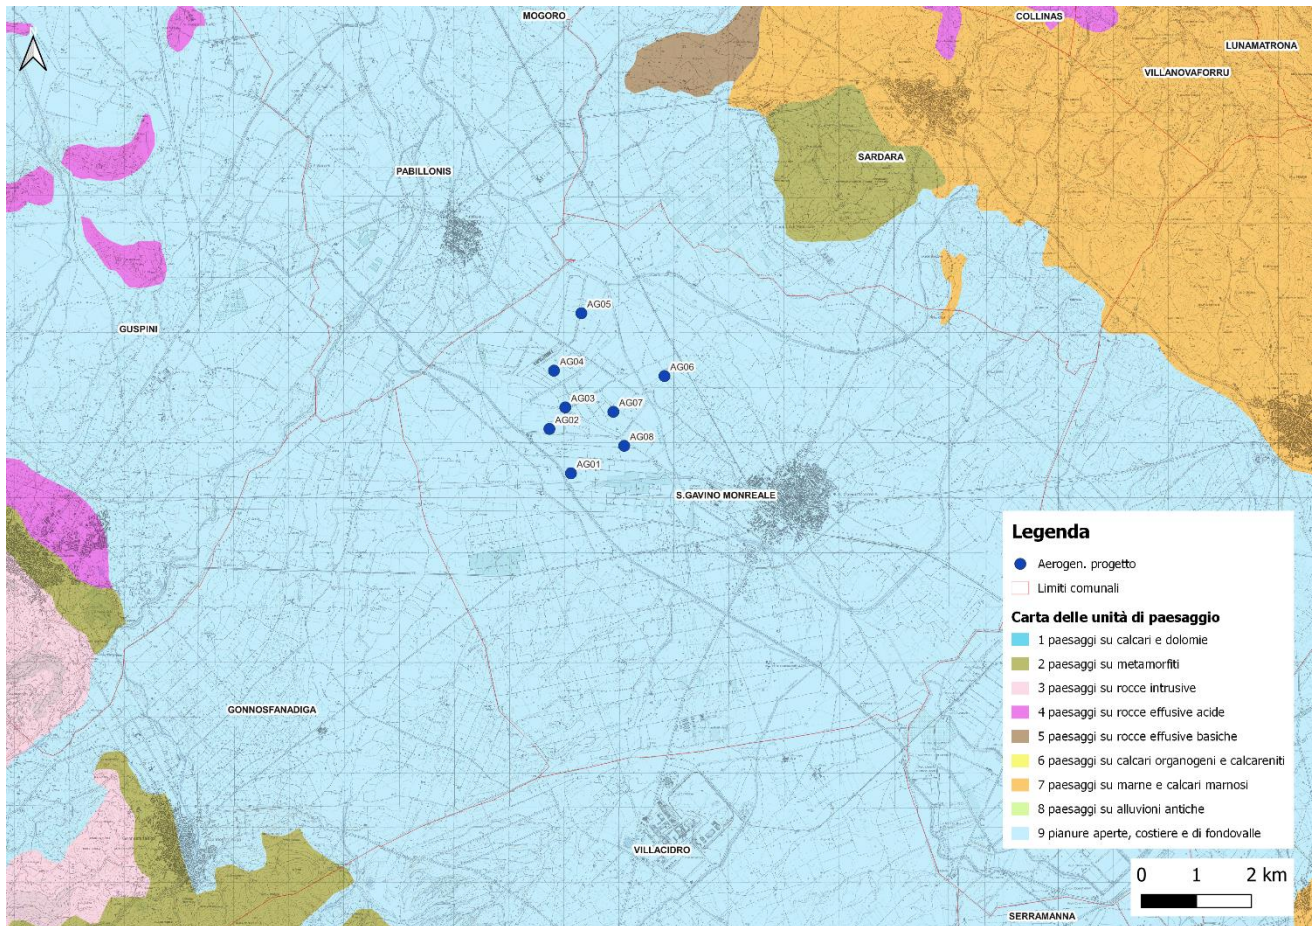 MOGORO
COLLINAS
LUNAMATRONA
VILLANOVAFORRU
SARDARA
PABILLONIS
GUSPINI
AG05
AG04
AG06
AG03
AG07
AG02
AG08
AG01
S.GAVINO MONREALE
GONNOSFANADIGA
VILLACIDRO
SERRAMANNA
Legenda
Aerogen. progetto
Limiti comunali
Carta delle unità di paesaggio
1 paesaggi su calcari e dolomie
2 paesaggi su metamorfiti
3 paesaggi su rocce intrusive
4 paesaggi su rocce effusive acide
5 paesaggi su rocce effusive basiche
6 paesaggi su calcari organogeni e calcareniti
7 paesaggi su marne e calcari marnosi
8 paesaggi su alluvioni antiche
9 pianure aperte, costiere e di fondovalle
0 1 2 km